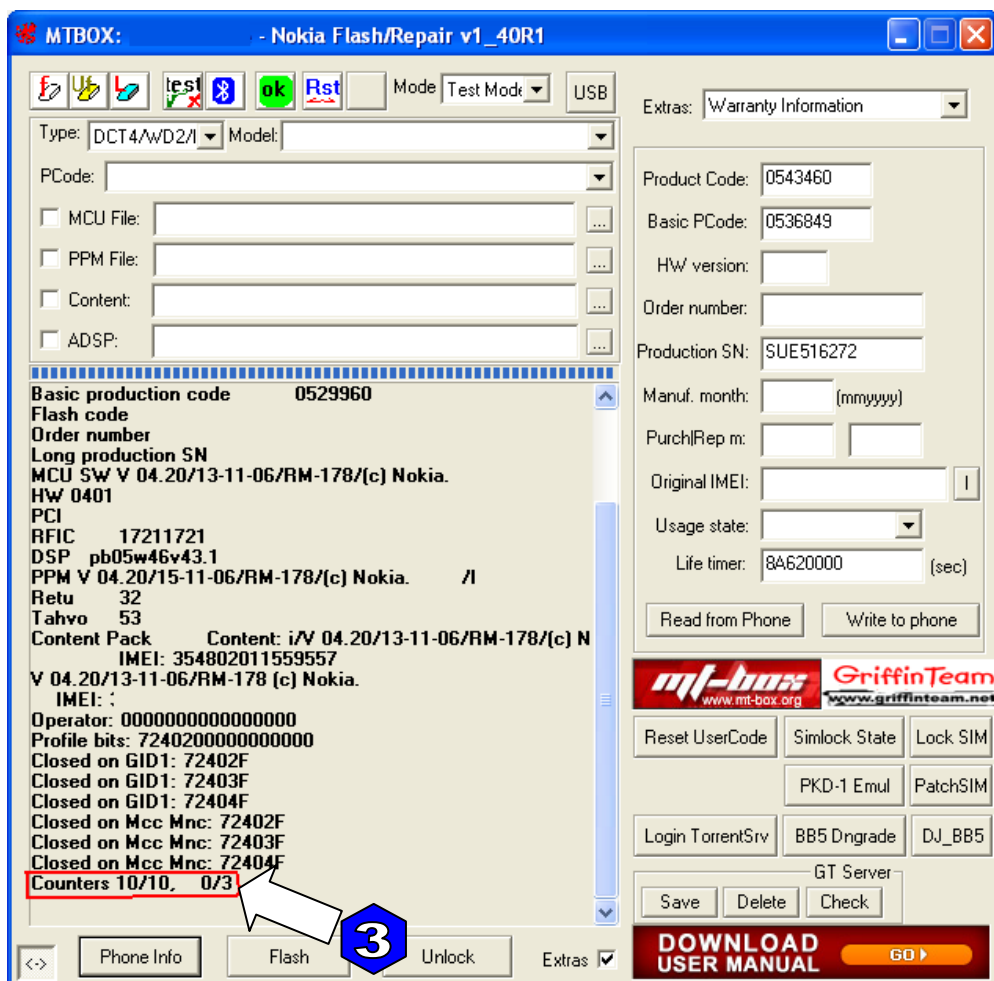 MTBOX: - Nokia Flash/Repair v1_40R1
test ok Rst Mode Test Mode USB
Type: DCT4/WD2/I Model:
PCode:
MCU File: ...
PPM File: ...
Content: ...
ADSP: ...
Basic production code 0529960
Flash code
Order number
Long production SN
MCU SW V 04.20/13-11-06/RM-178/(c) Nokia.
HW 0401
PCI
RFIC 17211721
DSP pb05w46v43.1
PPM V 04.20/15-11-06/RM-178/(c) Nokia. /I
Retu 32
Tahvo 53
Content Pack Content: i/V 04.20/13-11-06/RM-178/(c) N
IMEI: 354802011559557
V 04.20/13-11-06/RM-178 (c) Nokia.
IMEI: :
Operator: 0000000000000000
Profile bits: 7240200000000000
Closed on GID1: 72402F
Closed on GID1: 72403F
Closed on GID1: 72404F
Closed on Mcc Mnc: 72402F
Closed on Mcc Mnc: 72403F
Closed on Mcc Mnc: 72404F
Counters 10/10, 0/3
3
<-> Phone Info Flash Unlock Extras
Extras: Warranty Information
Product Code: 0543460
Basic PCode: 0536849
HW version:
Order number:
Production SN: SUE516272
Manuf. month: (mmyyyy)
Purch|Rep m:
Original IMEI: I
Usage state:
Life timer: 8A620000 (sec)
Read from Phone Write to phone
mt-box GriffinTeam
www.mt-box.org www.griffinteam.net
Reset UserCode Simlock State Lock SIM
PKD-1 Emul PatchSIM
Login TorrentSrv BB5 Dngrade DJ_BB5
GT Server
Save Delete Check
DOWNLOAD
USER MANUAL GO